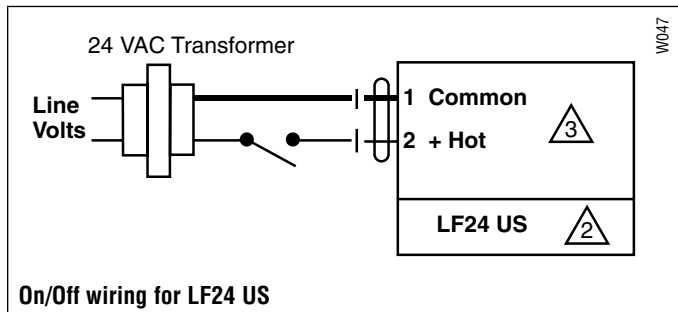 W047
24 VAC Transformer
Line
Volts
1 Common
2 + Hot
3
LF24 US
2
On/Off wiring for LF24 US